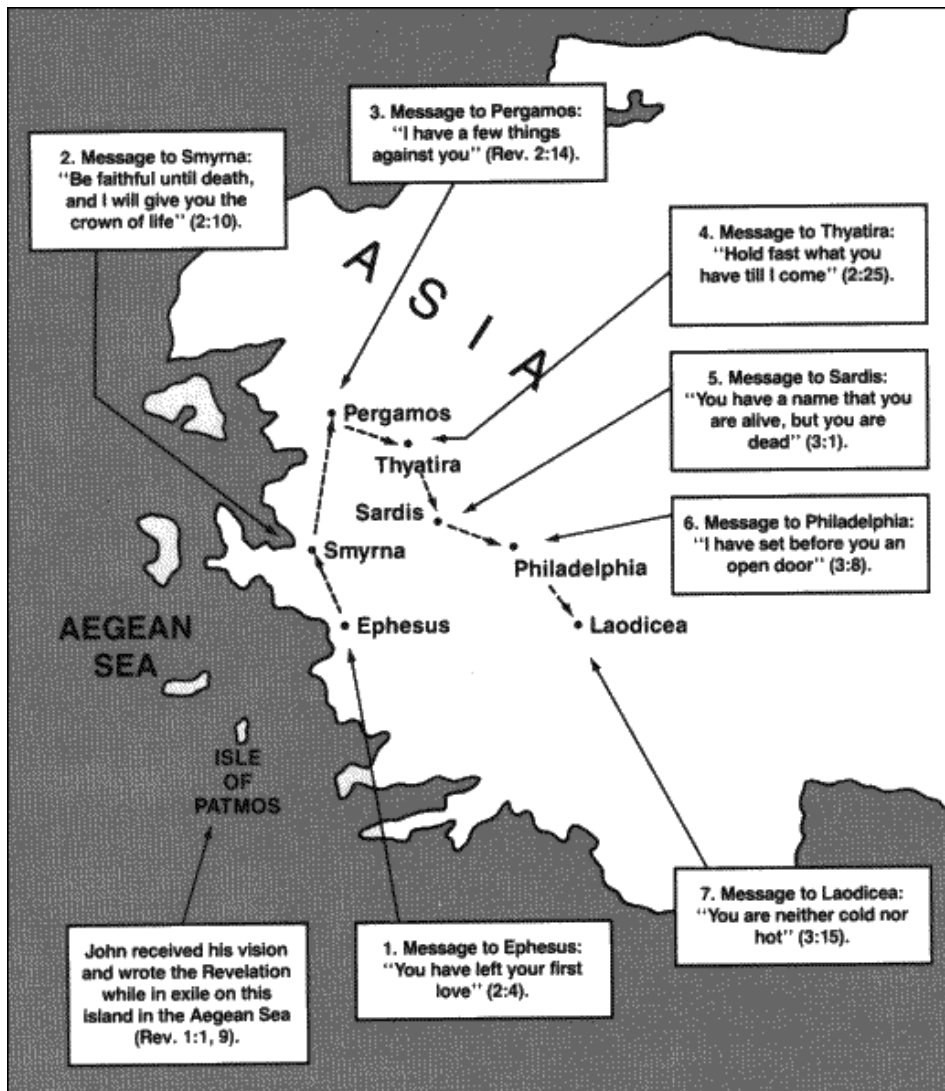 3. Message to Pergamos:
“I have a few things
against you” (Rev. 2:14).
2. Message to Smyrna:
“Be faithful until death,
and I will give you the
crown of life” (2:10).
4. Message to Thyatira:
“Hold fast what you
have till I come” (2:25).
ASIA
5. Message to Sardis:
“You have a name that you
are alive, but you are
dead” (3:1).
Pergamos
Thyatira
Sardis
6. Message to Philadelphia:
“I have set before you an
open door” (3:8).
Smyrna
Philadelphia
Ephesus
Laodicea
AEGEAN
SEA
ISLE
OF
PATMOS
7. Message to Laodicea:
“You are neither cold nor
hot” (3:15).
1. Message to Ephesus:
“You have left your first
love” (2:4).
John received his vision
and wrote the Revelation
while in exile on this
island in the Aegean Sea
(Rev. 1:1, 9).